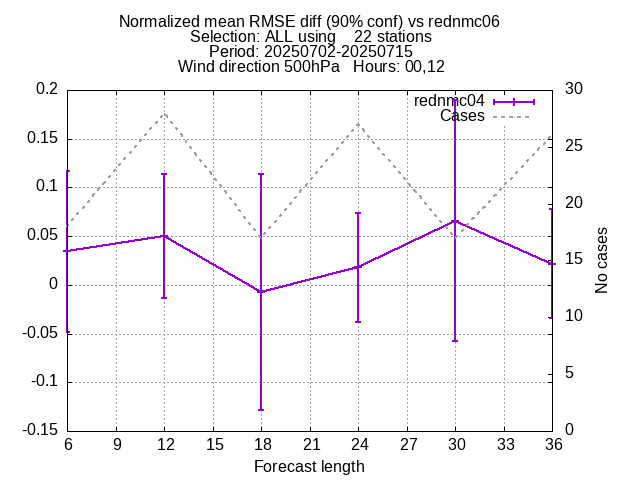 Normalized mean RMSE diff (90% conf) vs rednmc06
Selection: ALL using    22 stations
Period: 20250702-20250715
Wind direction 500hPa   Hours: 00,12
rednmc04
Cases
0.2
0.15
0.1
0.05
0
-0.05
-0.1
-0.15
30
25
20
15
10
5
0
No cases
6 9 12 15 18 21 24 27 30 33 36
Forecast length